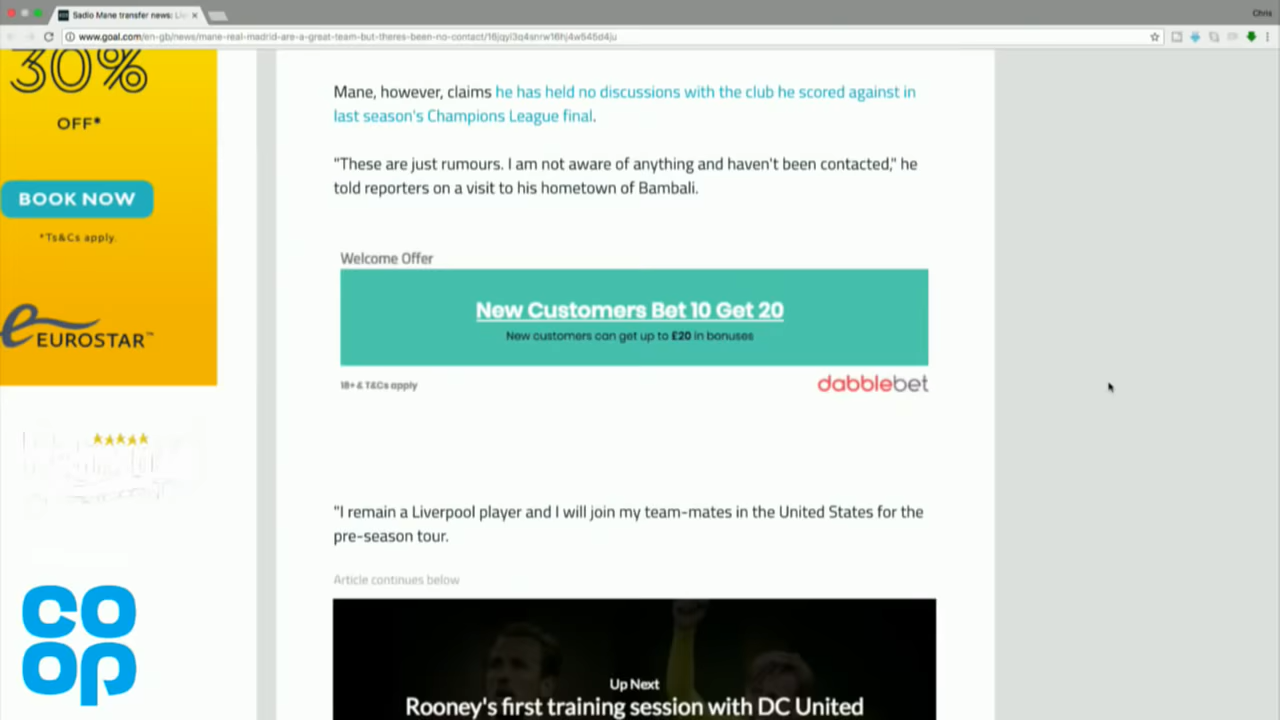 Sadio Mane transfer news: Li
Chris
www.goal.com/en-gb/news/mane-real-madrid-are-a-great-team-but-theres-been-no-contact/16jqyl3q4snrw16hj4w545d4ju
30%
OFF*
BOOK NOW
*Ts&Cs apply.
EUROSTAR™
Mane, however, claims he has held no discussions with the club he scored against in
last season's Champions League final.
"These are just rumours. I am not aware of anything and haven't been contacted," he
told reporters on a visit to his hometown of Bambali.
Welcome Offer
New Customers Bet 10 Get 20
New customers can get up to £20 in bonuses
18+ & T&Cs apply
dabblebet
"I remain a Liverpool player and I will join my team-mates in the United States for the
pre-season tour.
Article continues below
Up Next
Rooney's first training session with DC United
co
op